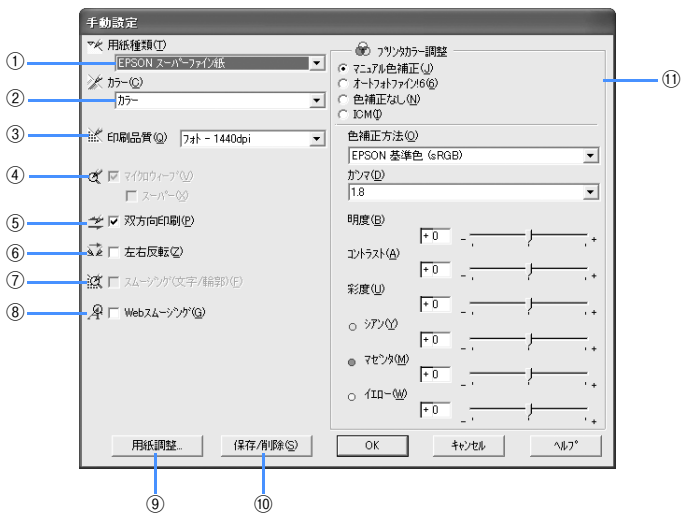 手動設定
用紙種類(T)
① EPSON スーパーファイン紙
カラー(C)
② カラー
③ 印刷品質(Q) フォト - 1440dpi
④ マイクロウィーブ(V)
スーパー(X)
⑤ 双方向印刷(P)
⑥ 左右反転(Z)
⑦ スムージング(文字/輪郭)(F)
⑧ Webスムージング(G)
プリンタカラー調整
⑪
マニュアル色補正(J)
オートフォトファイン!6(6)
色補正なし(N)
ICM(I)
色補正方法(O)
EPSON 基準色 (sRGB)
ガンマ(D)
1.8
明度(B)
+ 0 - +
コントラスト(A)
+ 0 - +
彩度(U)
+ 0 - +
シアン(Y)
+ 0 - +
マゼンタ(M)
+ 0 - +
イエロー(W)
+ 0 - +
用紙調整... 保存/削除(S) OK キャンセル ヘルプ
⑨ ⑩